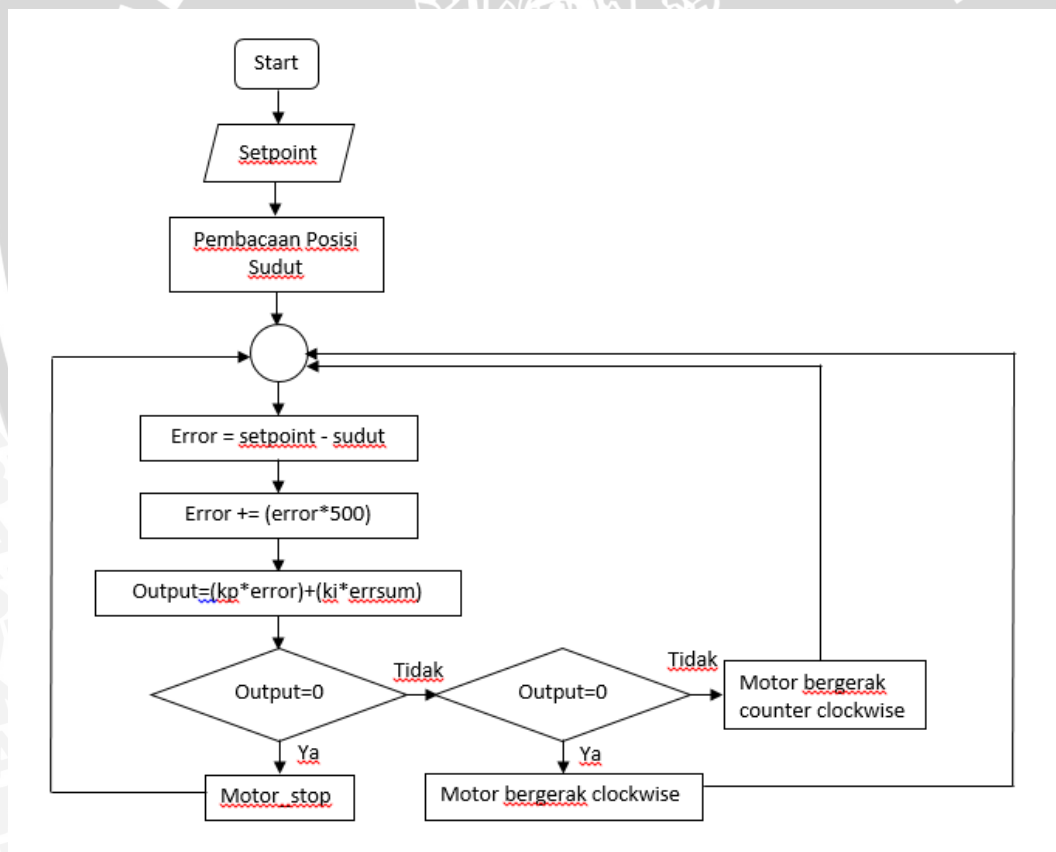 Start
Setpoint
Pembacaan Posisi
Sudut
Error = setpoint - sudut
Error += (error*500)
Output=(kp*error)+(ki*errsum)
Output=0
Tidak
Output=0
Tidak
Motor bergerak
counter clockwise
Ya
Ya
Motor_stop
Motor bergerak clockwise